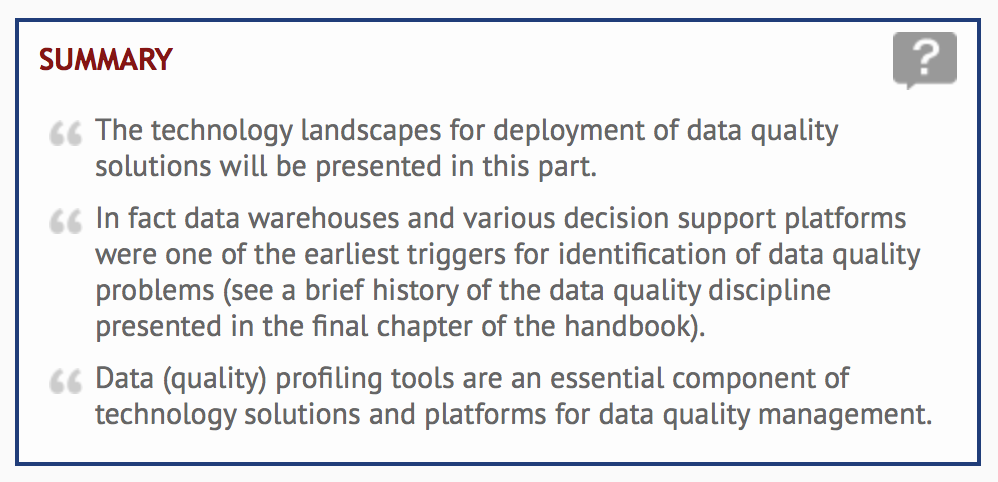 SUMMARY
?
The technology landscapes for deployment of data quality
solutions will be presented in this part.
In fact data warehouses and various decision support platforms
were one of the earliest triggers for identification of data quality
problems (see a brief history of the data quality discipline
presented in the final chapter of the handbook).
Data (quality) profiling tools are an essential component of
technology solutions and platforms for data quality management.